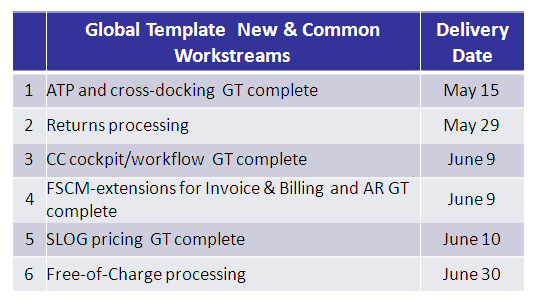 Global Template New & Common Delivery
Workstreams Date
1 ATP and cross-docking GT complete May 15
2 Returns processing May 29
3 CC cockpit/workflow GT complete June 9
4 FSCM-extensions for Invoice & Billing and AR GT complete June 9
5 SLOG pricing GT complete June 10
6 Free-of-Charge processing June 30